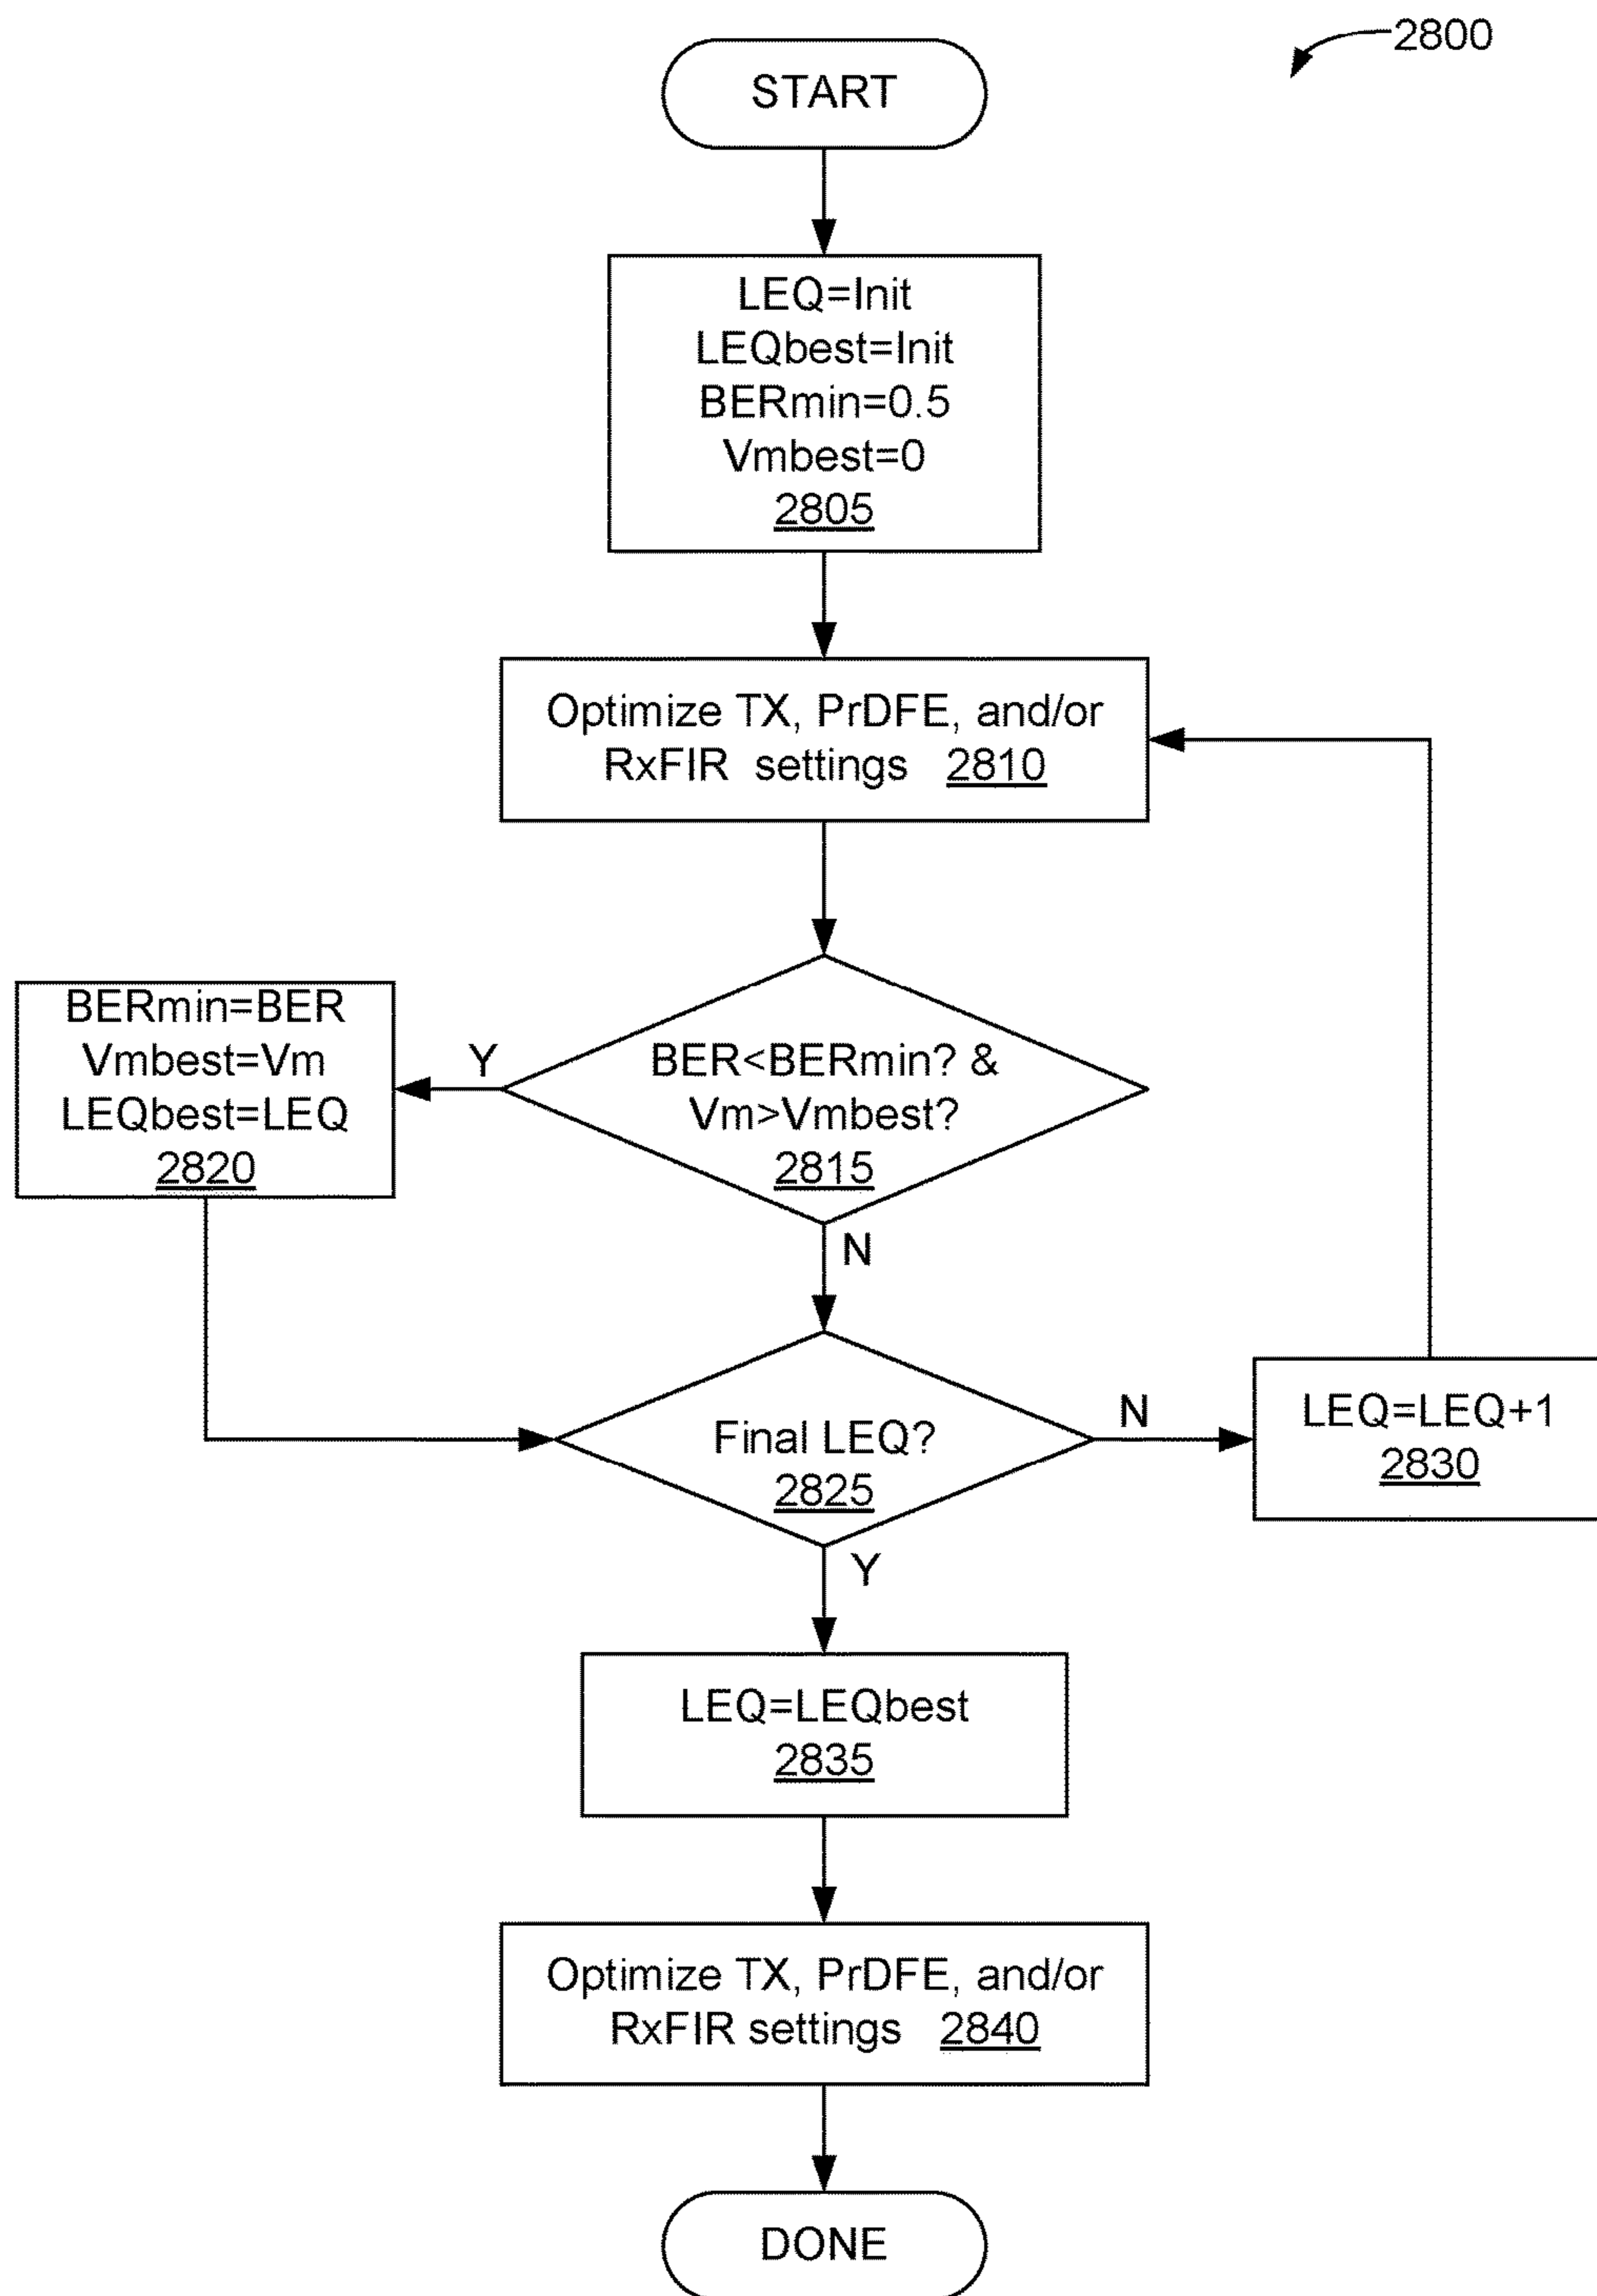 2800
START
LEQ=Init
LEQbest=Init
BERmin=0.5
Vmbest=0
2805
Optimize TX, PrDFE, and/or
RxFIR settings 2810
BERmin=BER
Vmbest=Vm
LEQbest=LEQ
2820
Y
BER<BERmin? &
Vm>Vmbest?
2815
N
Final LEQ?
2825
N
LEQ=LEQ+1
2830
Y
LEQ=LEQbest
2835
Optimize TX, PrDFE, and/or
RxFIR settings 2840
DONE